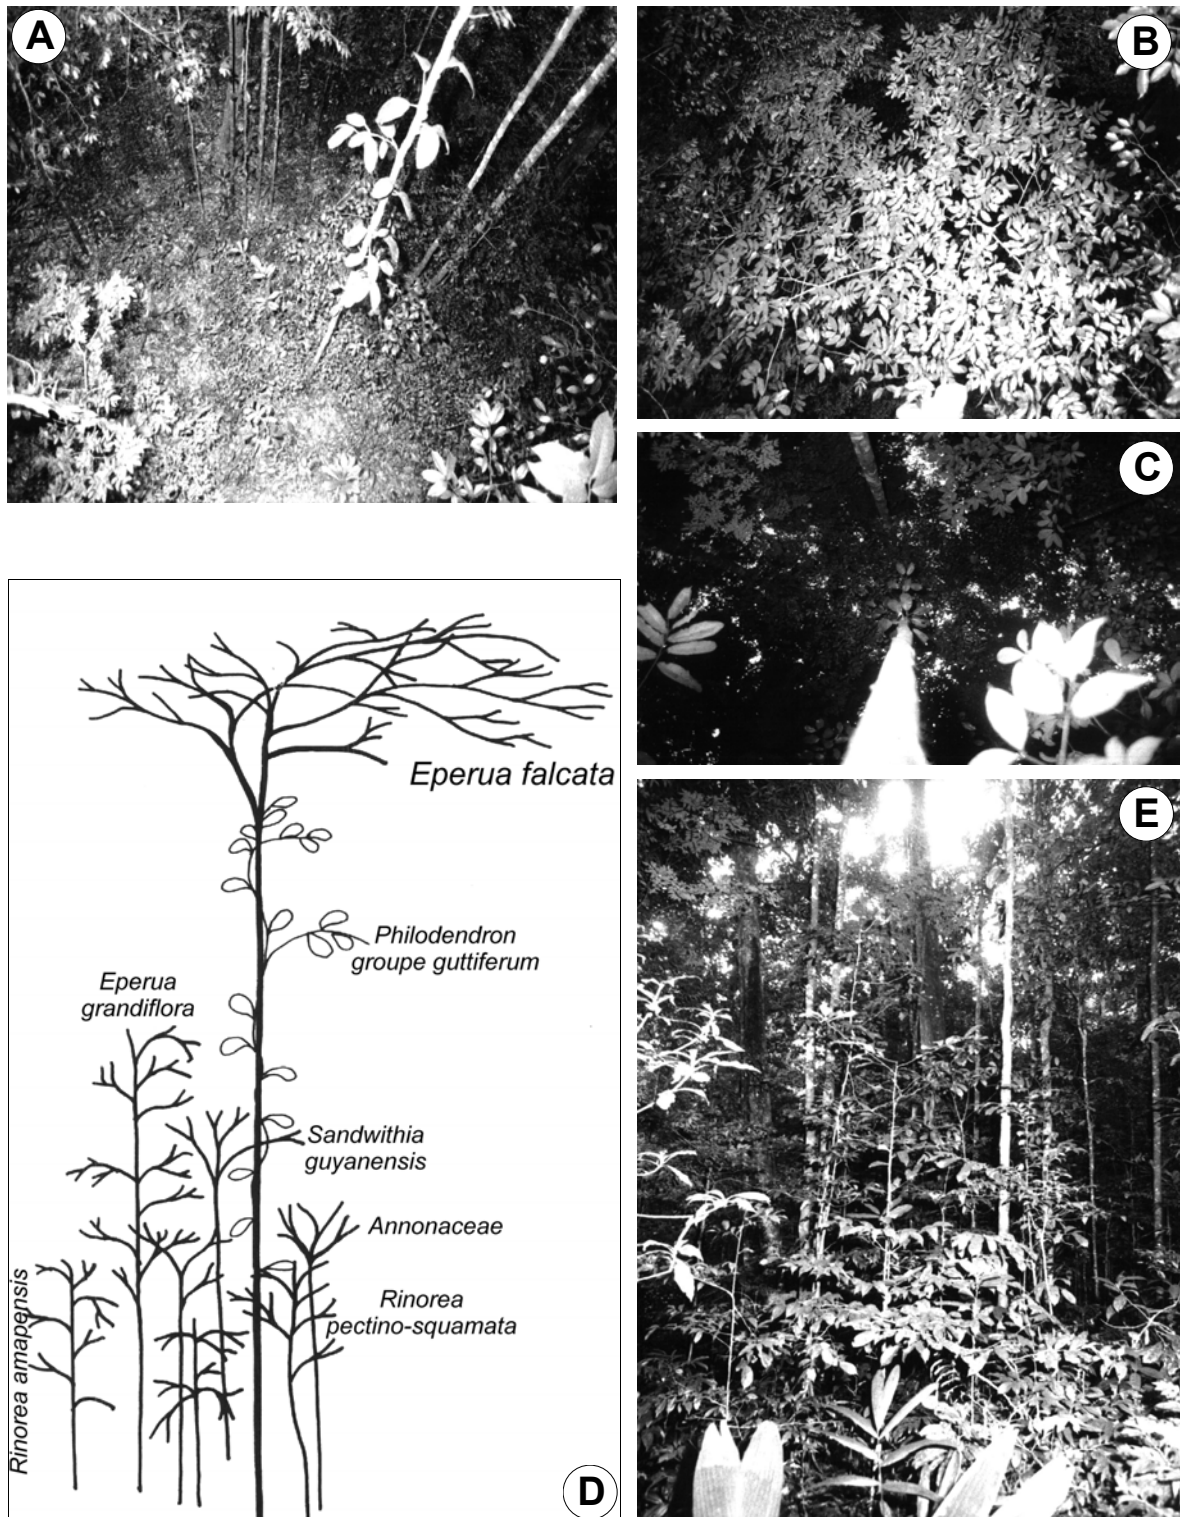 A
B
C
Eperua falcata
Philodendron
groupe guttiferum
Eperua
grandiflora
Sandwithia
guyanensis
Annonaceae
Rinorea
pectino-squamata
Rinorea amapensis
D
E